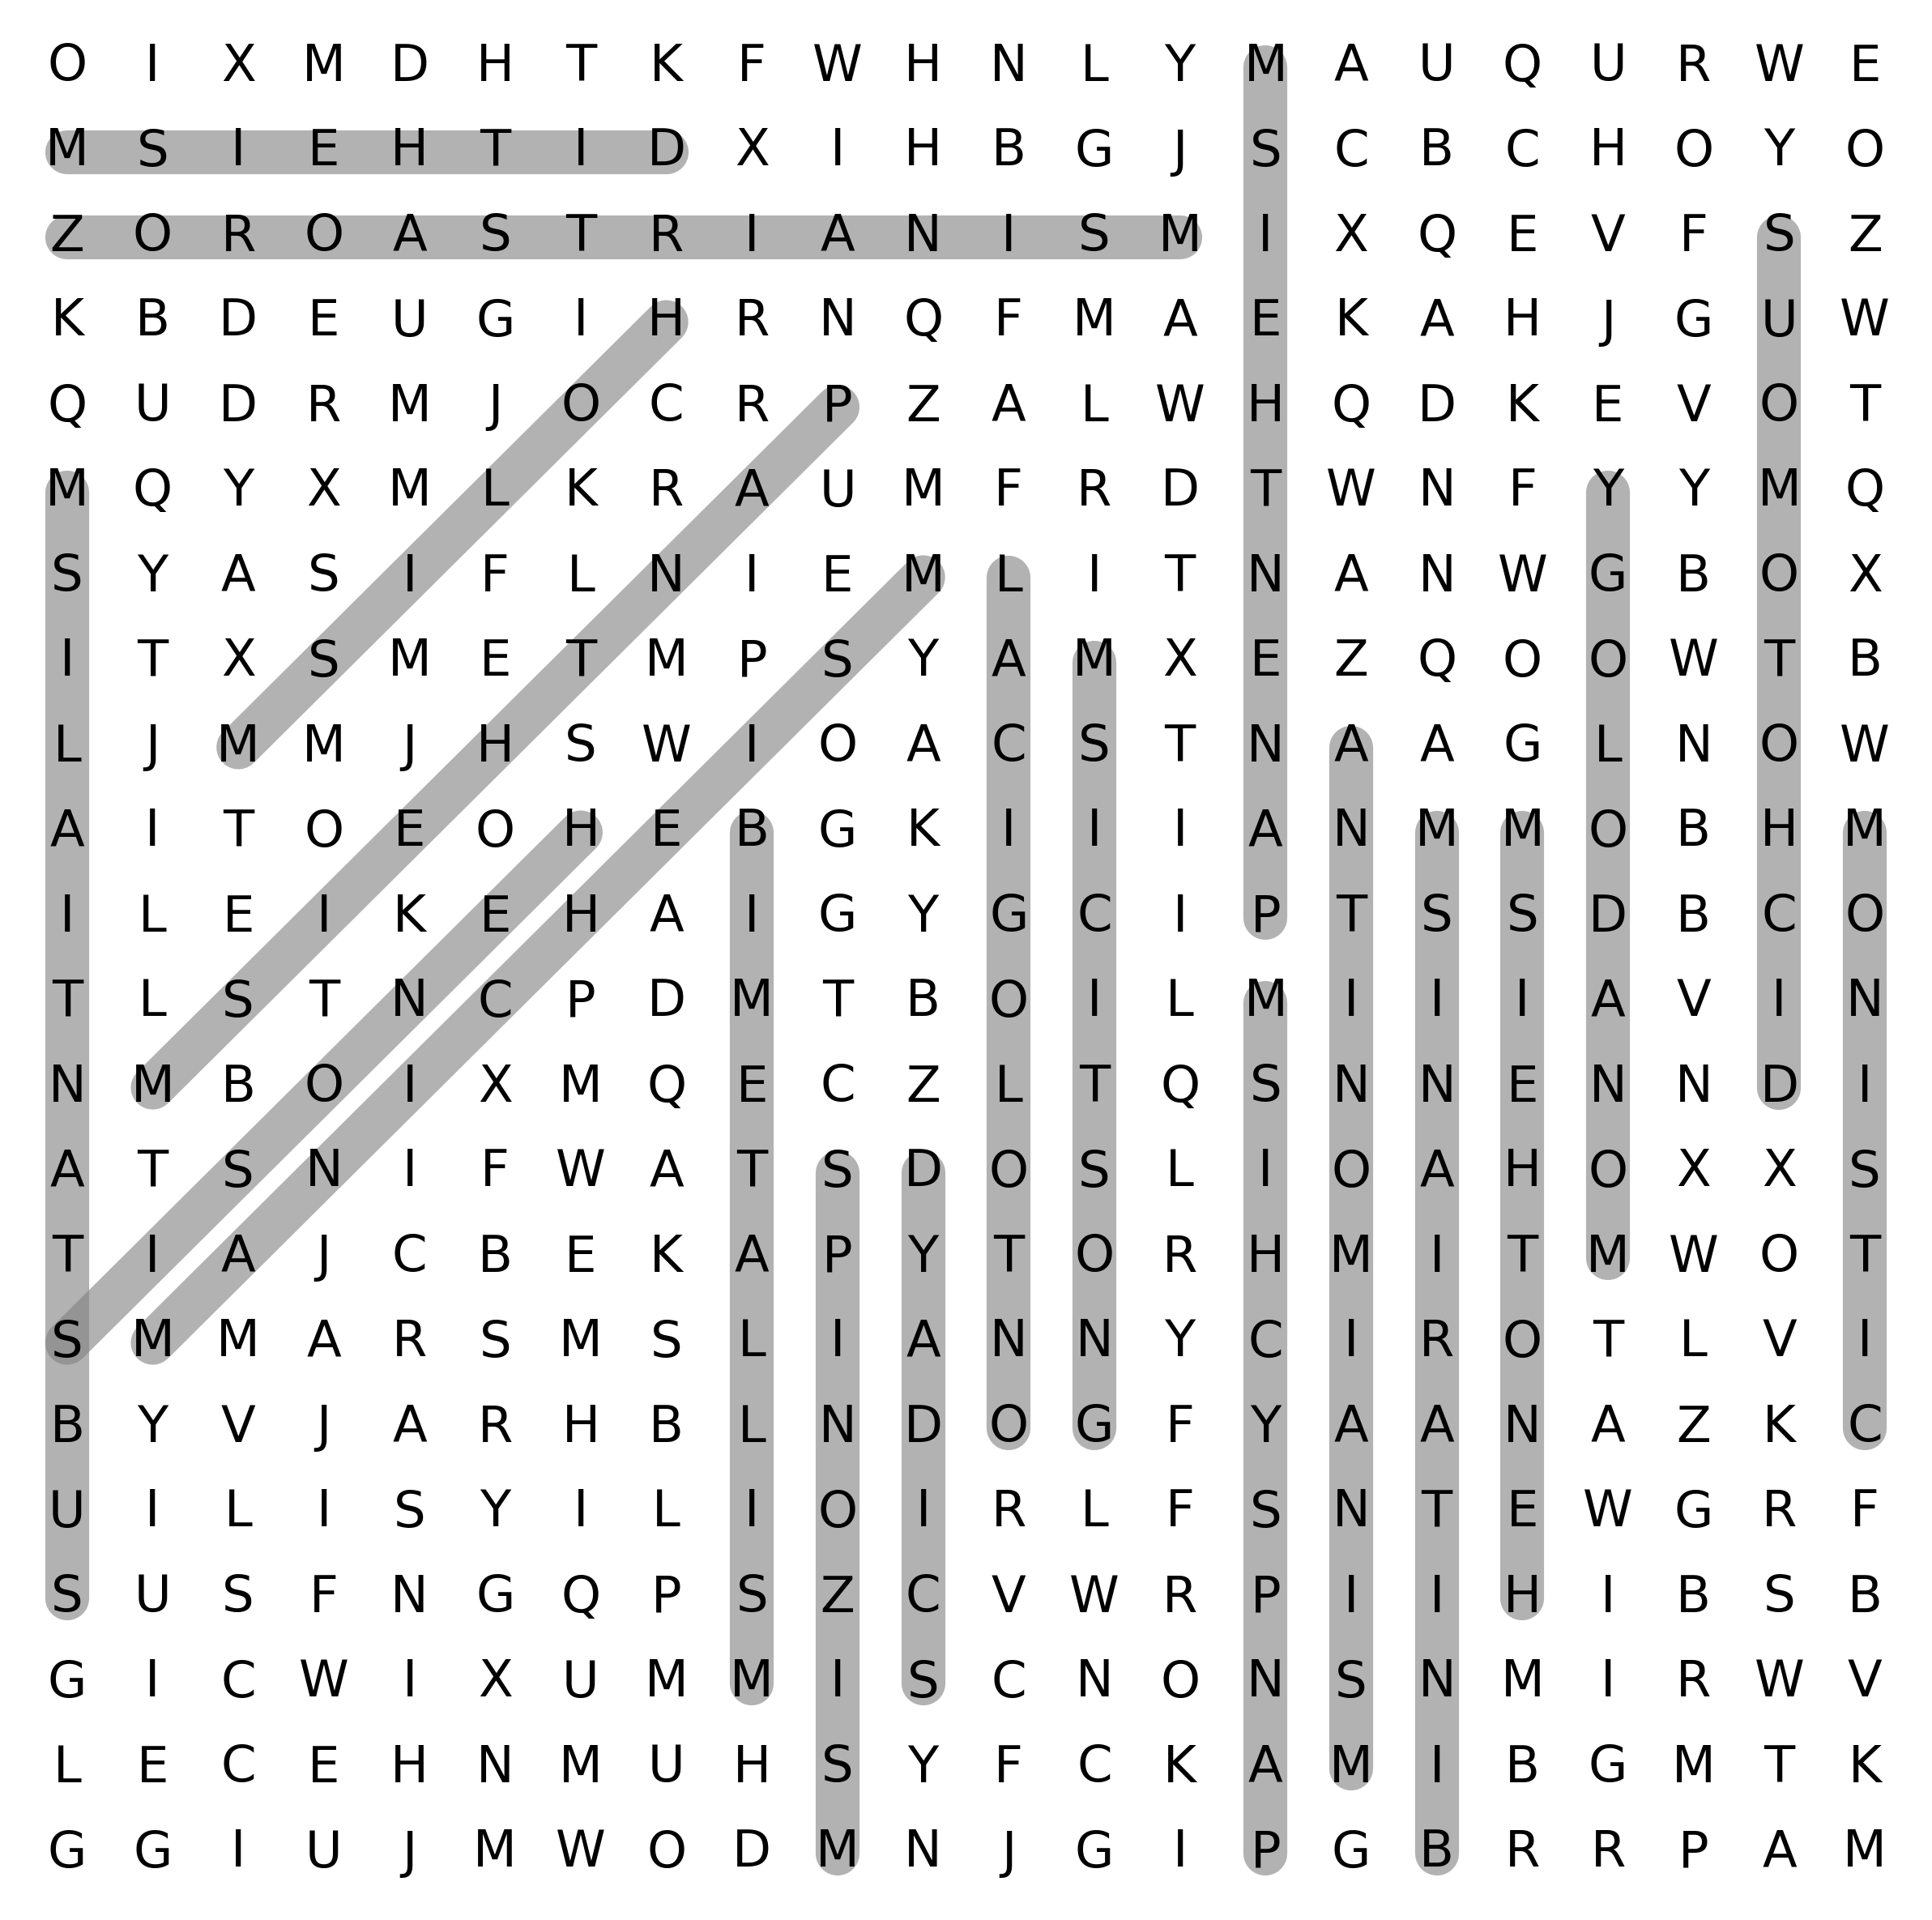 O I X M D H T K F W H N L Y M A U Q U R W E
M S I E H T I D X I H B G J S C B C H O Y O
Z O R O A S T R I A N I S M I X Q E V F S Z
K B D E U G I H R N Q F M A E K A H J G U W
Q U D R M J O C R P Z A L W H Q D K E V O T
M Q Y X M L K R A U M F R D T W N F Y Y M Q
S Y A S I F L N I E M L I T N A N W G B O X
I T X S M E T M P S Y A M X E Z Q O O W T B
L J M M J H S W I O A C S T N A A G L N O W
A I T O E O H E B G K I I I A N M M O B H M
I L E I K E H A I G Y G C I P T S S D B C O
T L S T N C P D M T B O I L M I I I A V I N
N M B O I X M Q E C Z L T Q S N N E N N D I
A T S N I F W A T S D O S L I O A H O X X S
T I A J C B E K A P Y T O R H M I T M W O T
S M M A R S M S L I A N N Y C I R O T L V I
B Y V J A R H B L N D O G F Y A A N A Z K C
U I L I S Y I L I O I R L F S N T E W G R F
S U S F N G Q P S Z C V W R P I I H I B S B
G I C W I X U M M I S C N O N S N M I R W V
L E C E H N M U H S Y F C K A M I B G M T K
G G I U J M W O D M N J G I P G B R R P A M